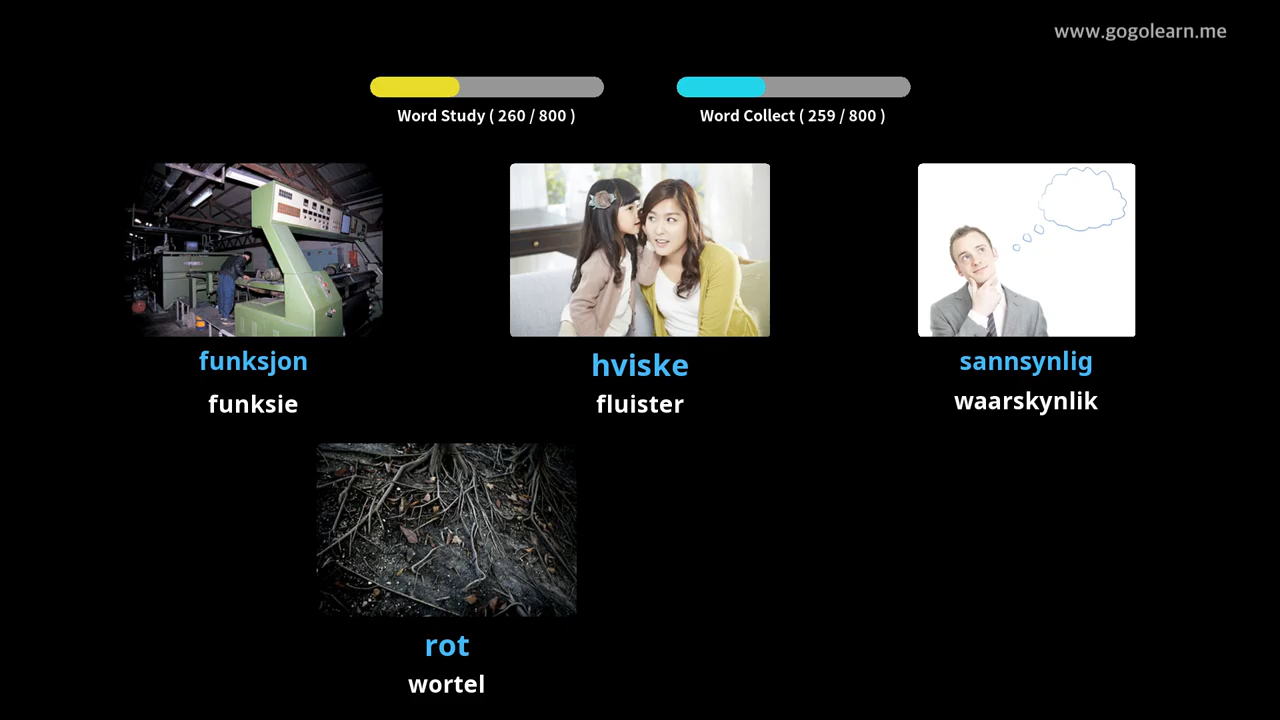 www.gogolearn.me
Word Study ( 260 / 800 )
Word Collect ( 259 / 800 )
funksjon
funksie
hviske
fluister
sannsynlig
waarskynlik
rot
wortel